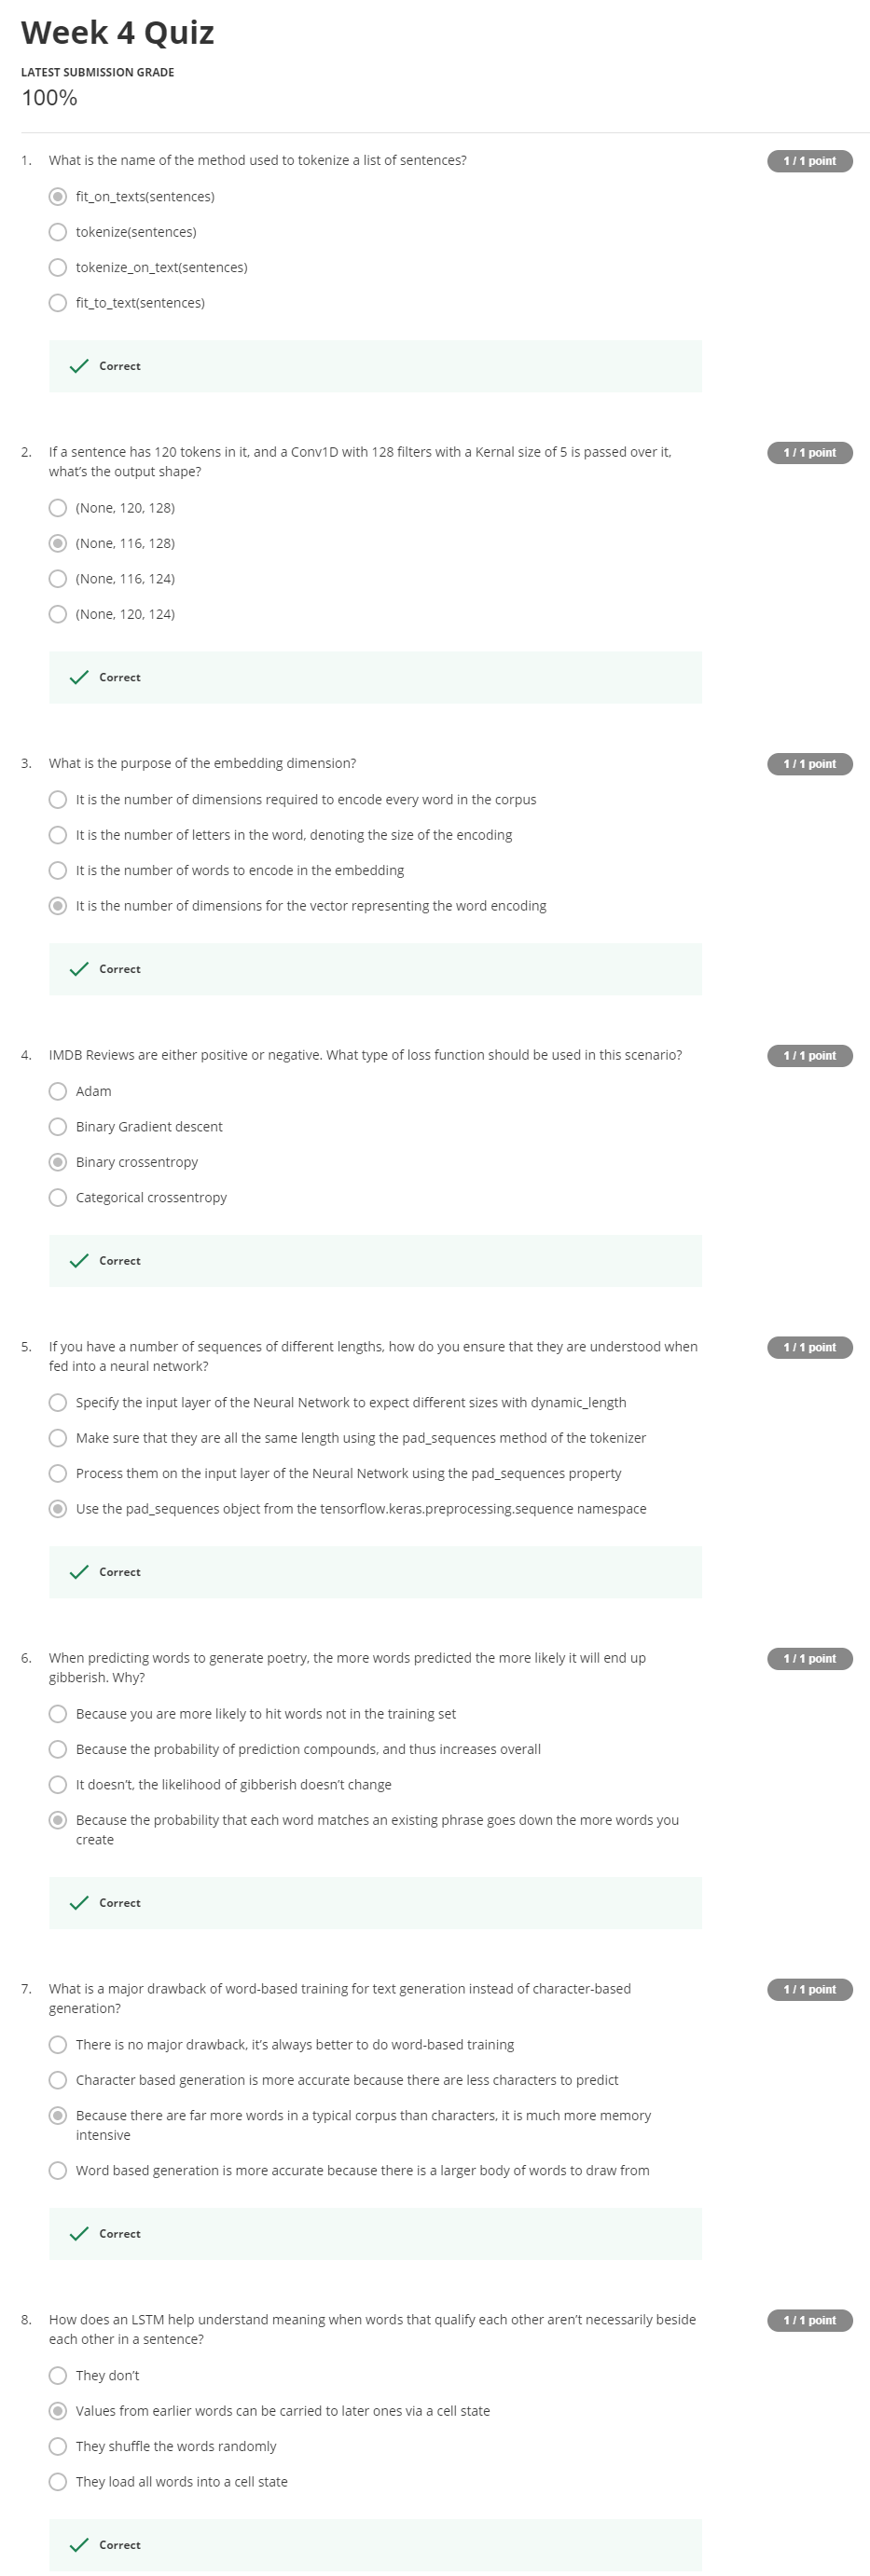 Week 4 Quiz
LATEST SUBMISSION GRADE
100%
1. What is the name of the method used to tokenize a list of sentences?
1 / 1 point
fit_on_texts(sentences)
tokenize(sentences)
tokenize_on_text(sentences)
fit_to_text(sentences)
Correct
2. If a sentence has 120 tokens in it, and a Conv1D with 128 filters with a Kernal size of 5 is passed over it,
what's the output shape?
1 / 1 point
(None, 120, 128)
(None, 116, 128)
(None, 116, 124)
(None, 120, 124)
Correct
3. What is the purpose of the embedding dimension?
1 / 1 point
It is the number of dimensions required to encode every word in the corpus
It is the number of letters in the word, denoting the size of the encoding
It is the number of words to encode in the embedding
It is the number of dimensions for the vector representing the word encoding
Correct
4. IMDB Reviews are either positive or negative. What type of loss function should be used in this scenario?
1 / 1 point
Adam
Binary Gradient descent
Binary crossentropy
Categorical crossentropy
Correct
5. If you have a number of sequences of different lengths, how do you ensure that they are understood when
fed into a neural network?
1 / 1 point
Specify the input layer of the Neural Network to expect different sizes with dynamic_length
Make sure that they are all the same length using the pad_sequences method of the tokenizer
Process them on the input layer of the Neural Network using the pad_sequences property
Use the pad_sequences object from the tensorflow.keras.preprocessing.sequence namespace
Correct
6. When predicting words to generate poetry, the more words predicted the more likely it will end up
gibberish. Why?
1 / 1 point
Because you are more likely to hit words not in the training set
Because the probability of prediction compounds, and thus increases overall
It doesn't, the likelihood of gibberish doesn't change
Because the probability that each word matches an existing phrase goes down the more words you
create
Correct
7. What is a major drawback of word-based training for text generation instead of character-based
generation?
1 / 1 point
There is no major drawback, it's always better to do word-based training
Character based generation is more accurate because there are less characters to predict
Because there are far more words in a typical corpus than characters, it is much more memory
intensive
Word based generation is more accurate because there is a larger body of words to draw from
Correct
8. How does an LSTM help understand meaning when words that qualify each other aren't necessarily beside
each other in a sentence?
1 / 1 point
They don't
Values from earlier words can be carried to later ones via a cell state
They shuffle the words randomly
They load all words into a cell state
Correct